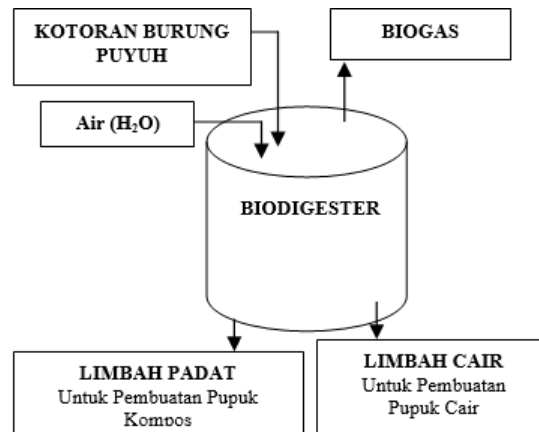 KOTORAN BURUNG
PUYUH
BIOGAS
Air (H₂O)
BIODIGESTER
LIMBAH PADAT
Untuk Pembuatan Pupuk
Kompos
LIMBAH CAIR
Untuk Pembuatan
Pupuk Cair